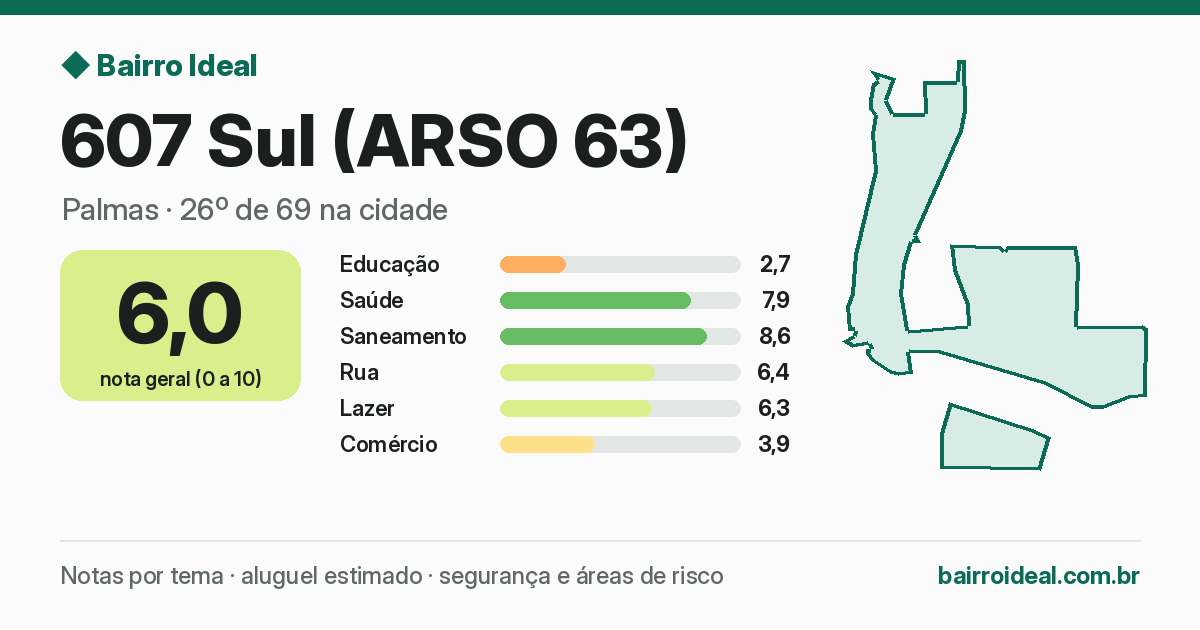 Bairro Ideal
607 Sul (ARSO 63)
Palmas · 26º de 69 na cidade
6,0
nota geral (0 a 10)
Educação 2,7
Saúde 7,9
Saneamento 8,6
Rua 6,4
Lazer 6,3
Comércio 3,9
Notas por tema · aluguel estimado · segurança e áreas de risco
bairroideal.com.br